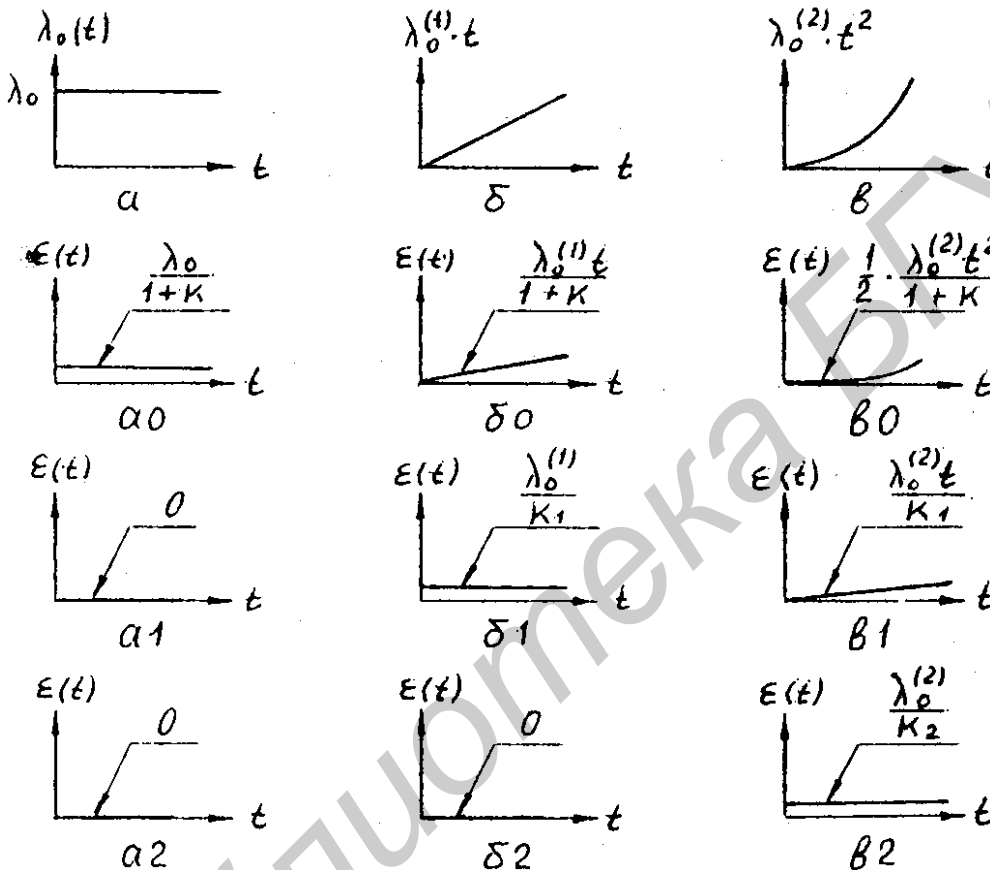 λ₀(t) λ₀⁽¹⁾·t λ₀⁽²⁾·t²
λ₀
t t t
а б в
ε(t) λ₀/(1+K) ε(t) λ₀⁽¹⁾t/(1+K) ε(t) 1/2·λ₀⁽²⁾t²/(1+K)
t t t
а0 б0 в0
ε(t) 0 ε(t) λ₀⁽¹⁾/K₁ ε(t) λ₀⁽²⁾t/K₁
t t t
а1 б1 в1
ε(t) 0 ε(t) 0 ε(t) λ₀⁽²⁾/K₂
t t t
а2 б2 в2